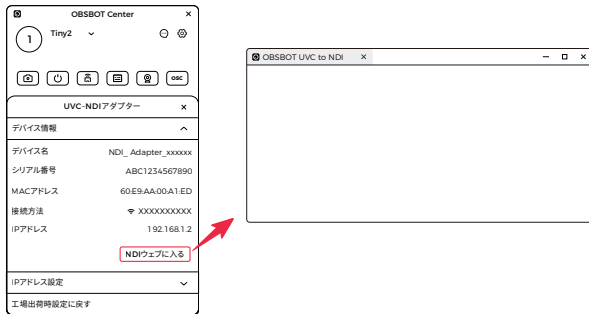 OBSBOT Center
1 Tiny2
OSC
UVC-NDIアダプター
デバイス情報
デバイス名 NDI_ Adapter_xxxxxx
シリアル番号 ABC1234567890
MACアドレス 60:E9:AA:00:A1:ED
接続方法 XXXXXXXXXX
IPアドレス 192.168.1.2
NDIウェブに入る
IPアドレス設定
工場出荷時設定に戻す
OBSBOT UVC to NDI